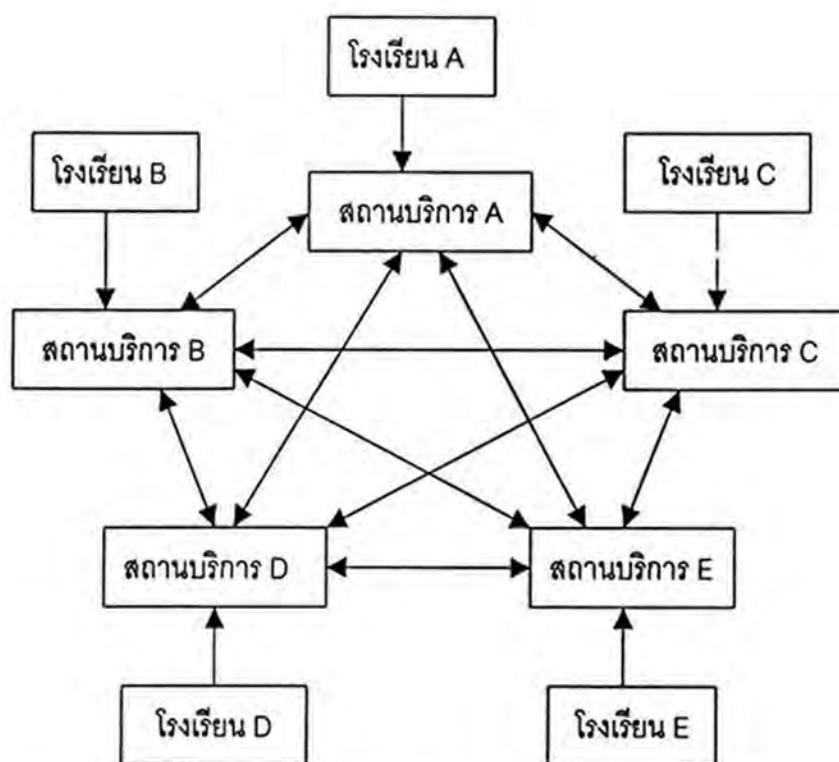 โรงเรียน A
โรงเรียน B
โรงเรียน C
สถานบริการ A
สถานบริการ B
สถานบริการ C
สถานบริการ D
สถานบริการ E
โรงเรียน D
โรงเรียน E